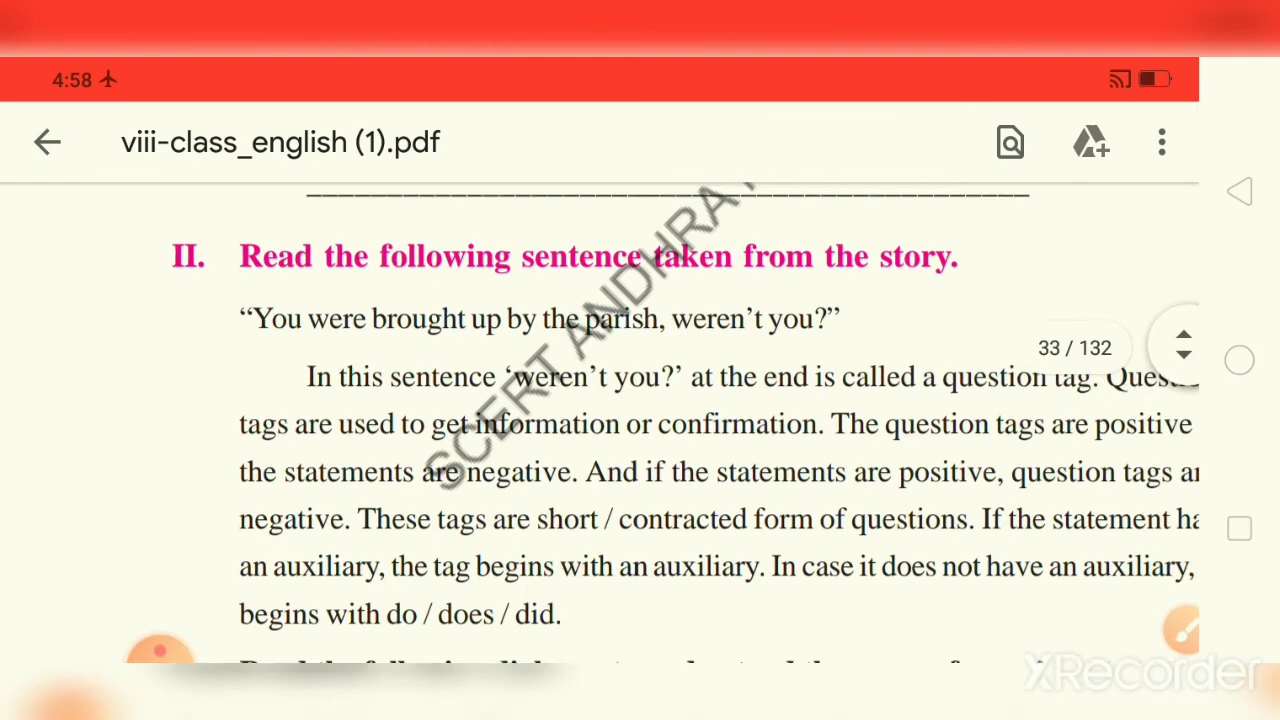 4:58
viii-class_english (1).pdf
II. Read the following sentence taken from the story.
“You were brought up by the parish, weren’t you?”
33 / 132
In this sentence ‘weren’t you?’ at the end is called a question tag.
tags are used to get information or confirmation. The question tags are positive
the statements are negative. And if the statements are positive, question tags
negative. These tags are short / contracted form of questions. If the statement
an auxiliary, the tag begins with an auxiliary. In case it does not have an auxiliary,
begins with do / does / did.
SCERT ANDHRA
XRecorder